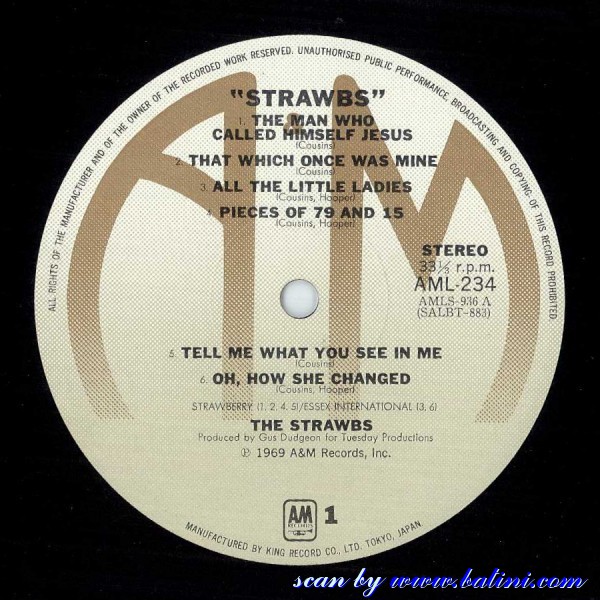 ALL RIGHTS OF THE MANUFACTURER AND OF THE OWNER OF THE RECORDED WORK RESERVED. UNAUTHORISED PUBLIC PERFORMANCE, BROADCASTING AND COPYING OF THIS RECORD PROHIBITED.
"STRAWBS"
1. THE MAN WHO
CALLED HIMSELF JESUS
(Cousins)
2. THAT WHICH ONCE WAS MINE
(Cousins)
3. ALL THE LITTLE LADIES
(Cousins, Hooper)
4. PIECES OF 79 AND 15
(Cousins, Hooper)
STEREO
33⅓ r.p.m.
AML-234
AMLS-936 A
(SALBT-883)
5. TELL ME WHAT YOU SEE IN ME
(Cousins)
6. OH, HOW SHE CHANGED
(Cousins, Hooper)
STRAWBERRY (1, 2, 4, 5)/ESSEX INTERNATIONAL (3, 6)
THE STRAWBS
Produced by Gus Dudgeon for Tuesday Productions
℗ 1969 A&M Records, Inc.
AM
RECORDS
1
MANUFACTURED BY KING RECORD CO., LTD. TOKYO, JAPAN
scan by www.batini.com